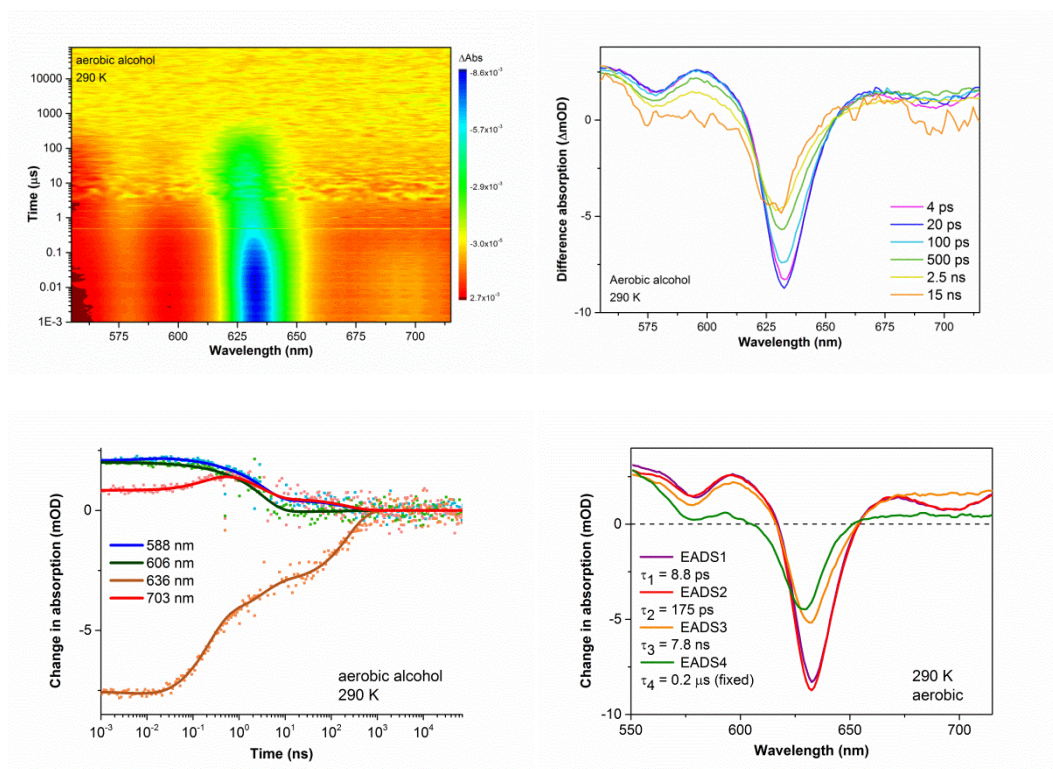 aerobic alcohol
290 K
10000
1000
100
10
1
0.1
0.01
1E-3
Time (µs)
575 600 625 650 675 700
Wavelength (nm)
ΔAbs
-8.6x10⁻³
-5.7x10⁻³
-2.9x10⁻³
2.7x10⁻³
0
-5
-10
Difference absorption (ΔmOD)
Aerobic alcohol
290 K
4 ps
20 ps
100 ps
500 ps
2.5 ns
15 ns
575 600 625 650 675 700
Wavelength (nm)
0
-5
Change in absorption (mOD)
588 nm
606 nm
636 nm
703 nm
aerobic alcohol
290 K
10⁻³ 10⁻² 10⁻¹ 10⁰ 10¹ 10² 10³ 10⁴
Time (ns)
0
-5
-10
Change in absorption (mOD)
EADS1
τ₁ = 8.8 ps
EADS2
τ₂ = 175 ps
EADS3
τ₃ = 7.8 ns
EADS4
τ₄ = 0.2 µs (fixed)
290 K
aerobic
550 600 650 700
Wavelength (nm)